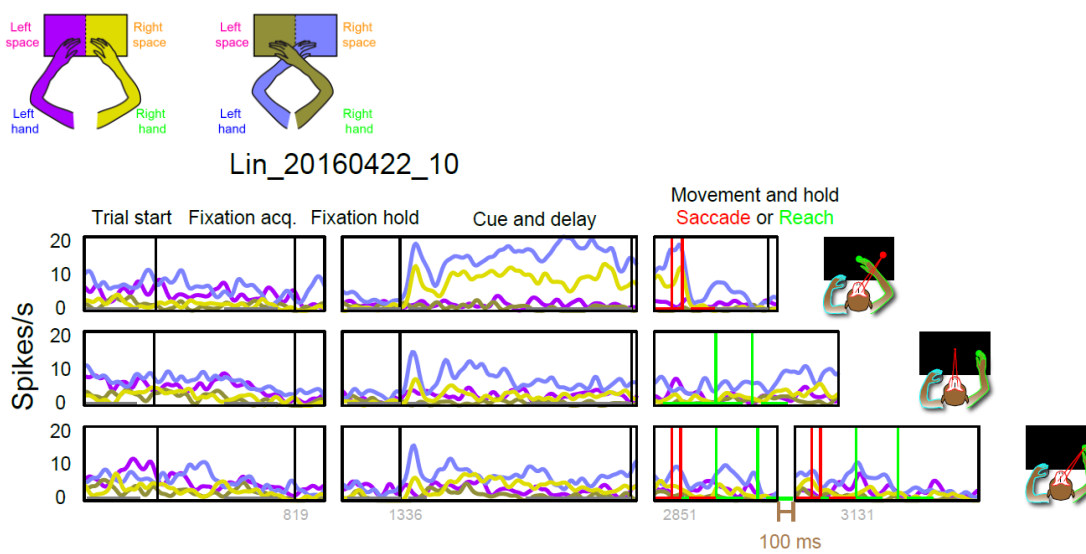 Left space
Right space
Left space
Right space
Left hand
Right hand
Left hand
Right hand
Lin_20160422_10
Movement and hold
Trial start Fixation acq. Fixation hold Cue and delay Saccade or Reach
Spikes/s
20
10
0
20
10
0
20
10
0
819 1336 2851 3131
100 ms